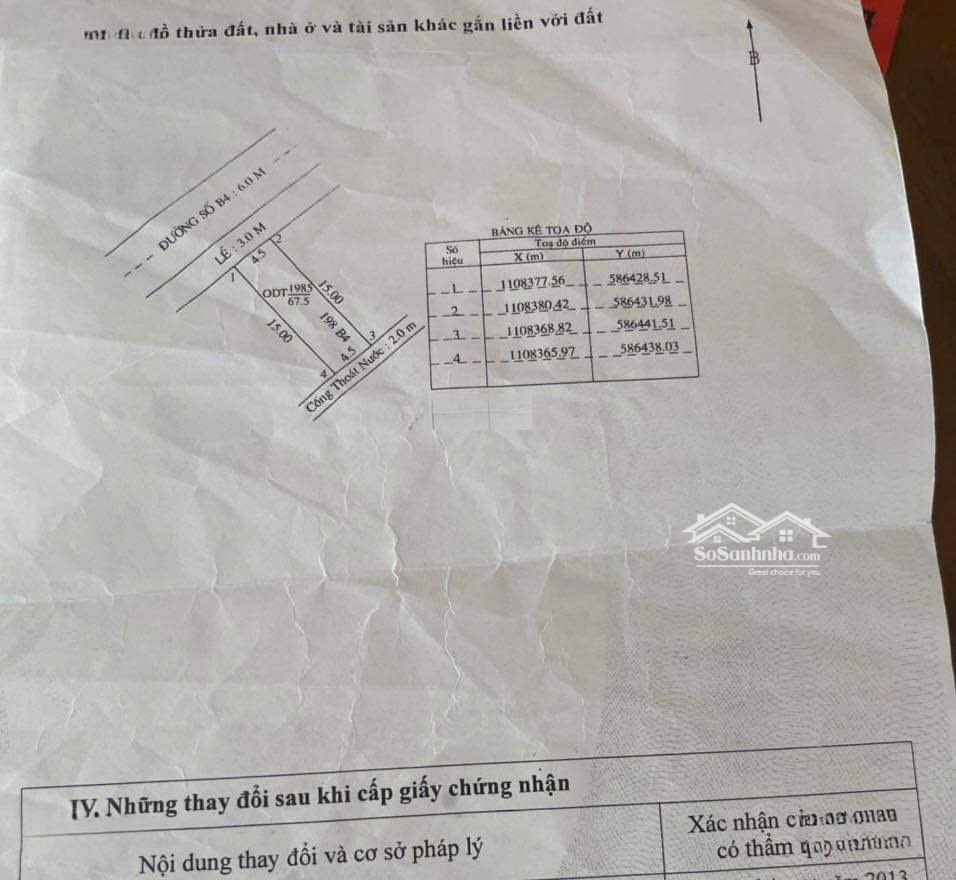 đồ thửa đất, nhà ở và tài sản khác gắn liền với đất
B
ĐƯỜNG SỐ B4 : 6.0 M
LỀ : 3.0 M
1
4.5
2
ODT 1985
67.5
15.00
15.00
198 B4
4
4.5
3
Cống Thoát Nước : 2.0 m
BẢNG KÊ TOẠ ĐỘ
Số hiệu
Toạ độ điểm
X (m) Y (m)
1 1108377.56 586428.51
2 1108380.42 586431.98
3 1108368.82 586441.51
4 1108365.97 586438.03
SoSanhnha.com
Great choice for you
IV. Những thay đổi sau khi cấp giấy chứng nhận
Nội dung thay đổi và cơ sở pháp lý
Xác nhận
có thẩm
2013